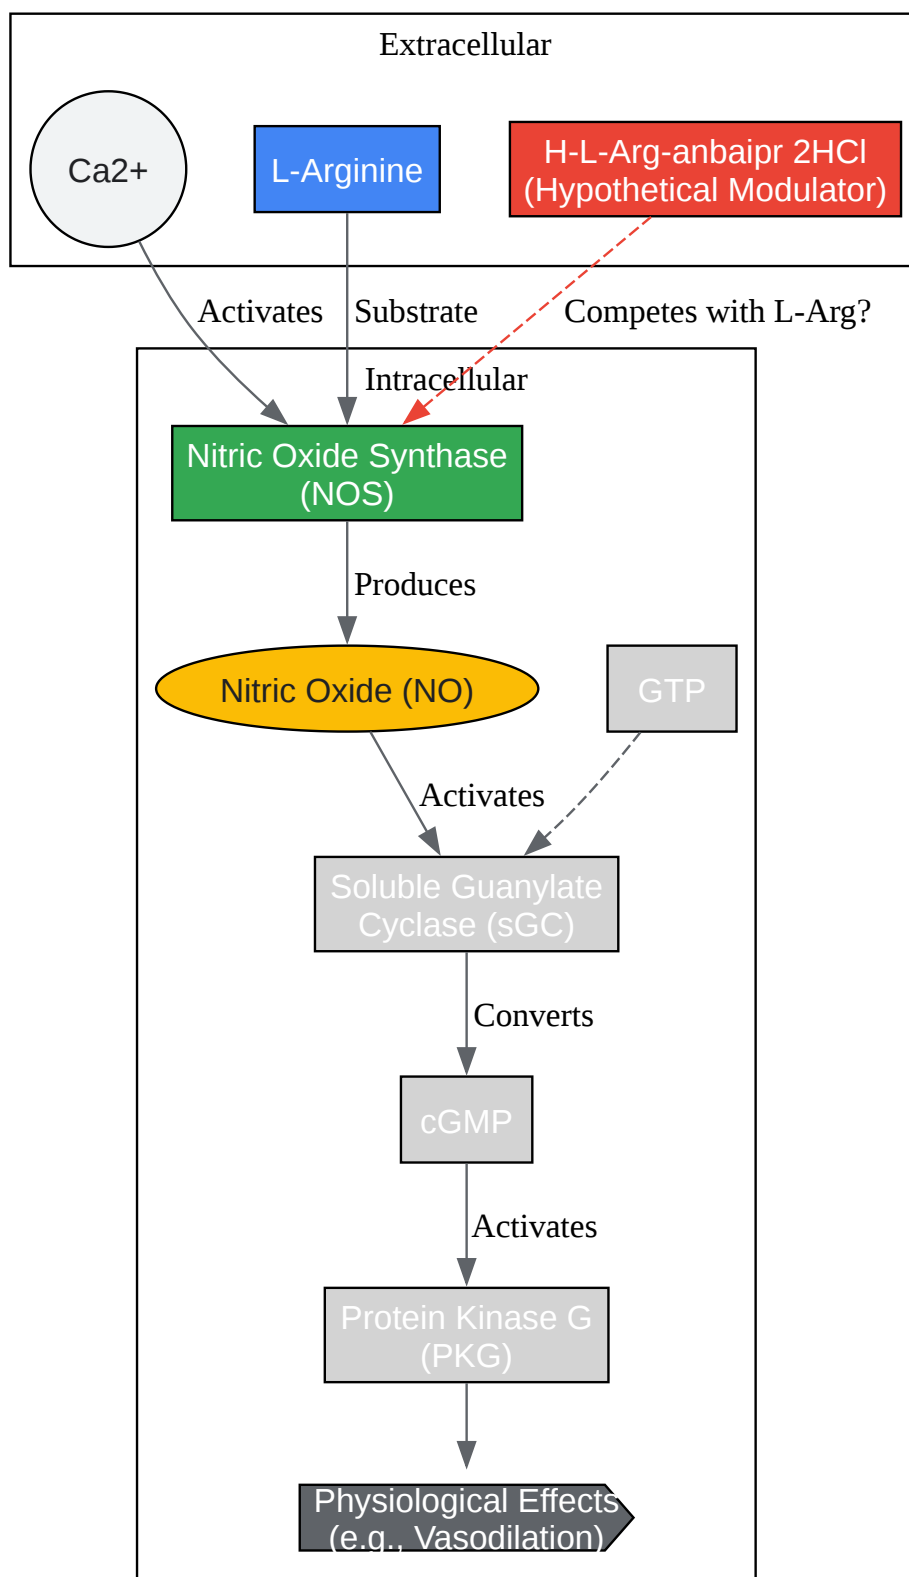 Extracellular
Ca2+
L-Arginine
H-L-Arg-anbaipr 2HCl
(Hypothetical Modulator)
Activates
Substrate
Competes with L-Arg?
Intracellular
Nitric Oxide Synthase
(NOS)
Produces
Nitric Oxide (NO)
GTP
Activates
Soluble Guanylate
Cyclase (sGC)
Converts
cGMP
Activates
Protein Kinase G
(PKG)
Physiological Effects
(e.g., Vasodilation)